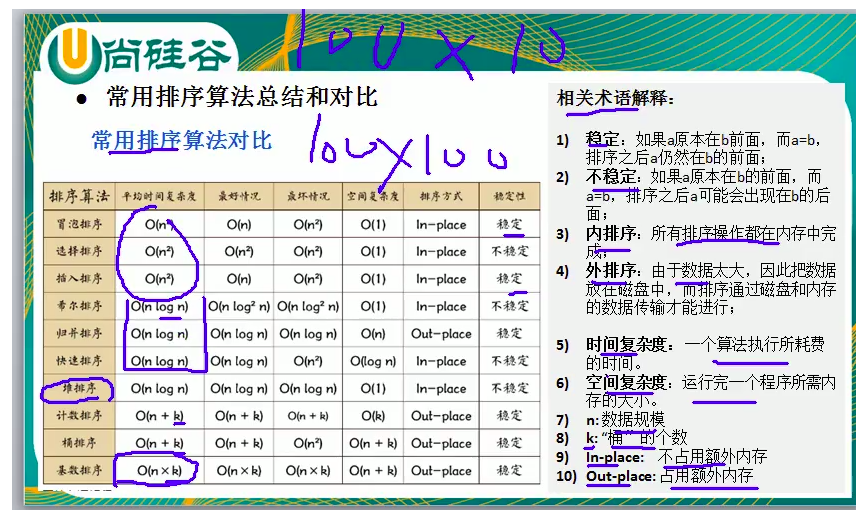 尚硅谷
100 X 10
● 常用排序算法总结和对比
常用排序算法对比
100 X 100
排序算法 平均时间复杂度 最好情况 最坏情况 空间复杂度 排序方式 稳定性
冒泡排序 O(n²) O(n) O(n²) O(1) In-place 稳定
选择排序 O(n²) O(n²) O(n²) O(1) In-place 不稳定
插入排序 O(n²) O(n) O(n²) O(1) In-place 稳定
希尔排序 O(n log n) O(n log² n) O(n log² n) O(1) In-place 不稳定
归并排序 O(n log n) O(n log n) O(n log n) O(n) Out-place 稳定
快速排序 O(n log n) O(n log n) O(n²) O(log n) In-place 不稳定
堆排序 O(n log n) O(n log n) O(n log n) O(1) In-place 不稳定
计数排序 O(n + k) O(n + k) O(n + k) O(k) Out-place 稳定
桶排序 O(n + k) O(n + k) O(n²) O(n + k) Out-place 稳定
基数排序 O(n×k) O(n×k) O(n×k) O(n + k) Out-place 稳定
相关术语解释：
1) 稳定：如果a原本在b前面，而a=b，
排序之后a仍然在b的前面；
2) 不稳定：如果a原本在b的前面，而
a=b，排序之后a可能会出现在b的后
面；
3) 内排序：所有排序操作都在内存中完
成；
4) 外排序：由于数据太大，因此把数据
放在磁盘中，而排序通过磁盘和内存
的数据传输才能进行；
5) 时间复杂度：一个算法执行所耗费
的时间。
6) 空间复杂度：运行完一个程序所需内
存的大小。
7) n: 数据规模
8) k: “桶”的个数
9) In-place: 不占用额外内存
10) Out-place: 占用额外内存